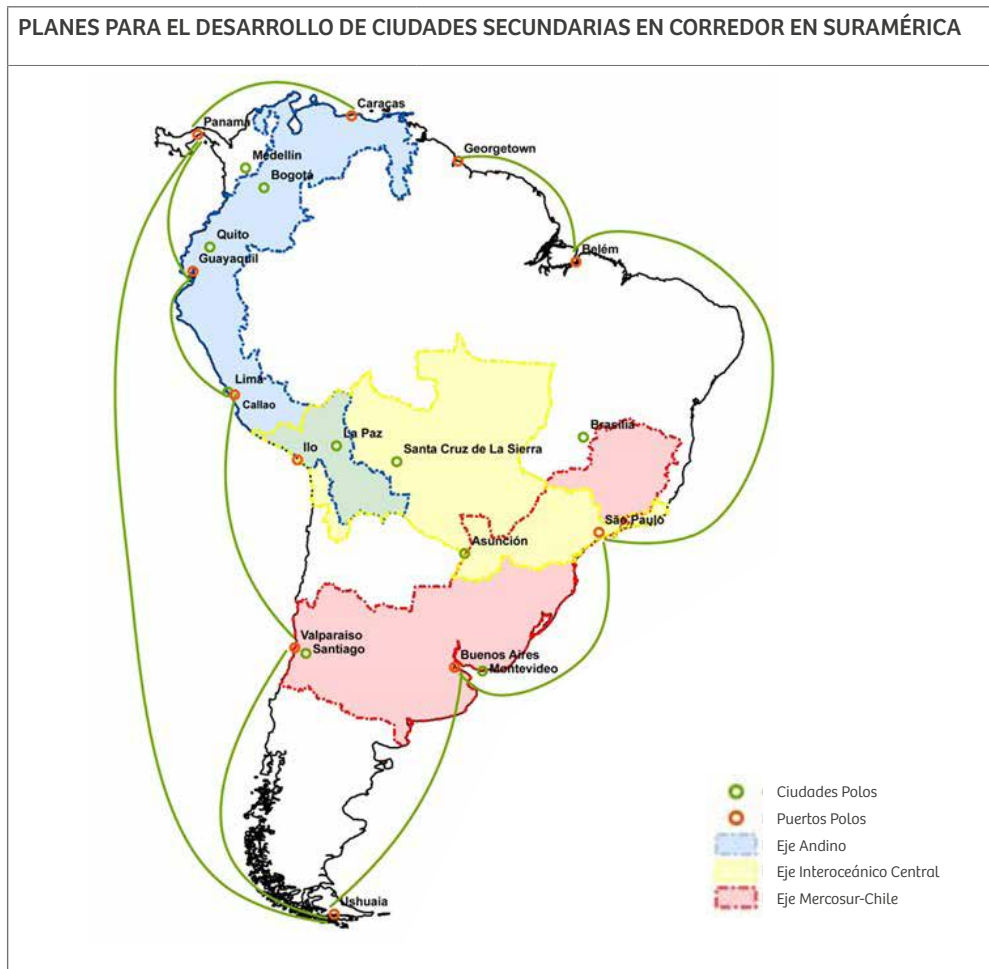 PLANES PARA EL DESARROLLO DE CIUDADES SECUNDARIAS EN CORREDOR EN SURAMÉRICA
Caracas
Panamá
Georgetown
Medellin
Bogotá
Quito
Guayaquil
Belém
Lima
Callao
La Paz
Ilo
Santa Cruz de La Sierra
Brasilia
São Paulo
Asunción
Valparaiso
Santiago
Buenos Aires
Montevideo
Ushuaia
Ciudades Polos
Puertos Polos
Eje Andino
Eje Interoceánico Central
Eje Mercosur-Chile